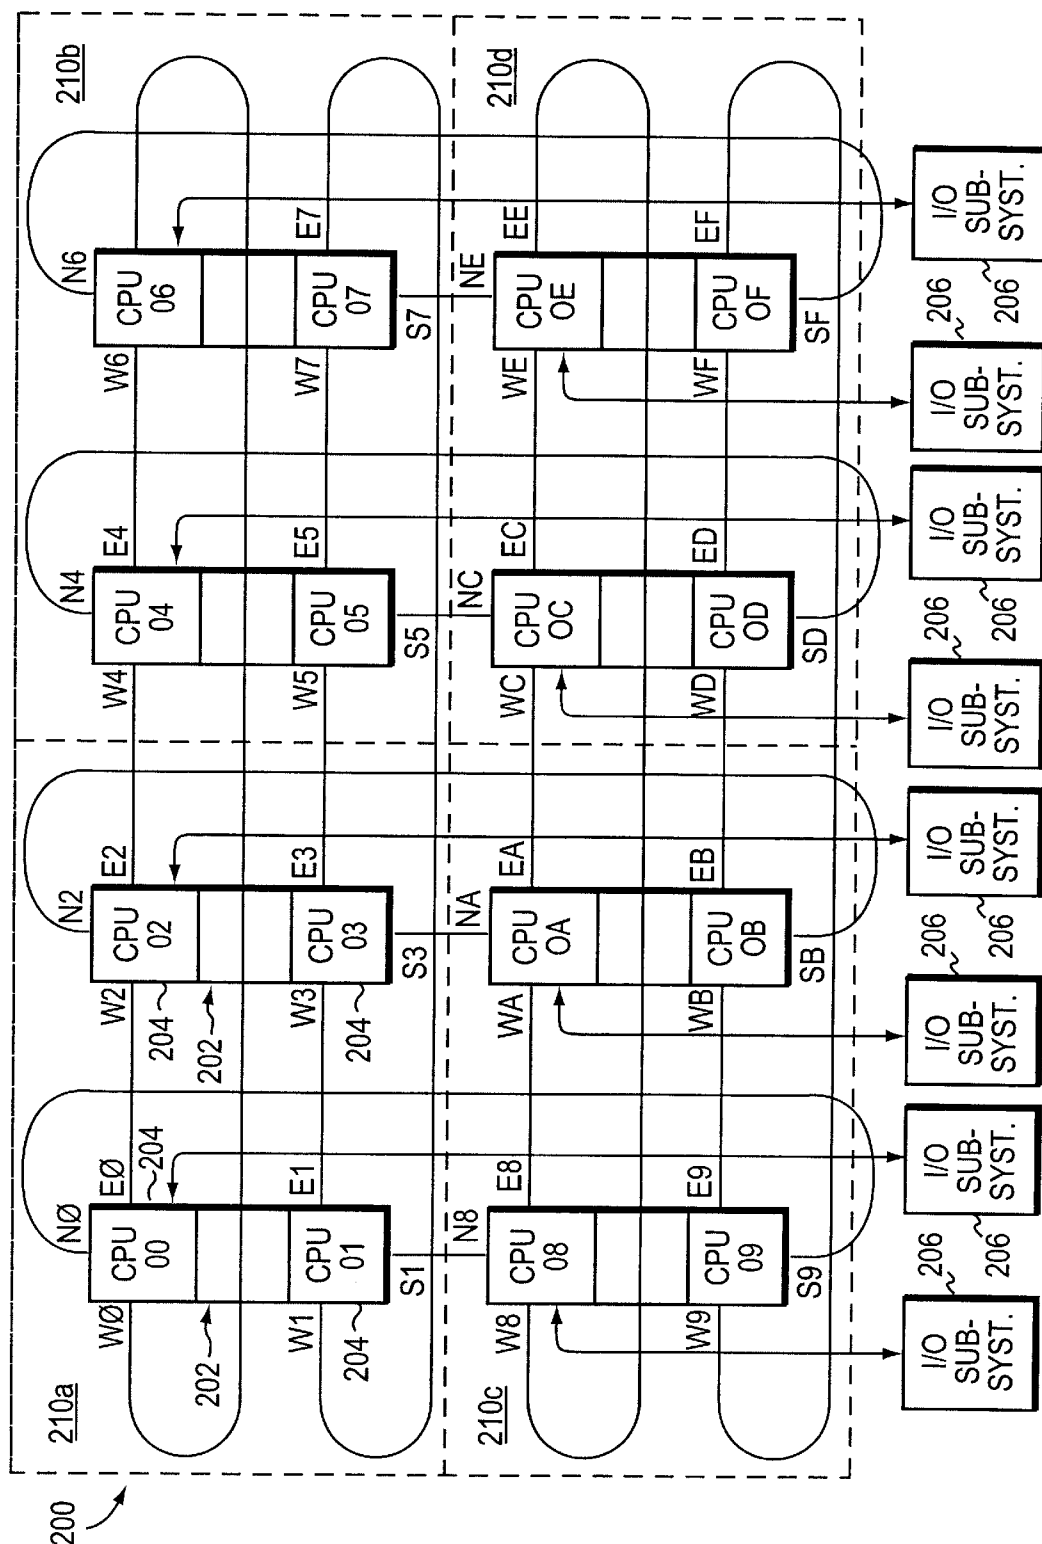 200
210a
210b
NØ
N2
N4
N6
WØ
CPU
00
EØ
204
W2
CPU
02
E2
W4
CPU
04
E4
W6
CPU
06
202
204
202
W1
CPU
01
E1
W3
CPU
03
E3
W5
CPU
05
E5
W7
CPU
07
E7
204
S1
204
S3
S5
S7
210c
210d
N8
NA
NC
NE
W8
CPU
08
E8
WA
CPU
OA
EA
WC
CPU
OC
EC
WE
CPU
OE
EE
W9
CPU
09
E9
WB
CPU
OB
EB
WD
CPU
OD
ED
WF
CPU
OF
EF
S9
SB
SD
SF
206
206
206
206
206
206
206
206
I/O
SUB-
SYST.
I/O
SUB-
SYST.
I/O
SUB-
SYST.
I/O
SUB-
SYST.
I/O
SUB-
SYST.
I/O
SUB-
SYST.
I/O
SUB-
SYST.
I/O
SUB-
SYST.